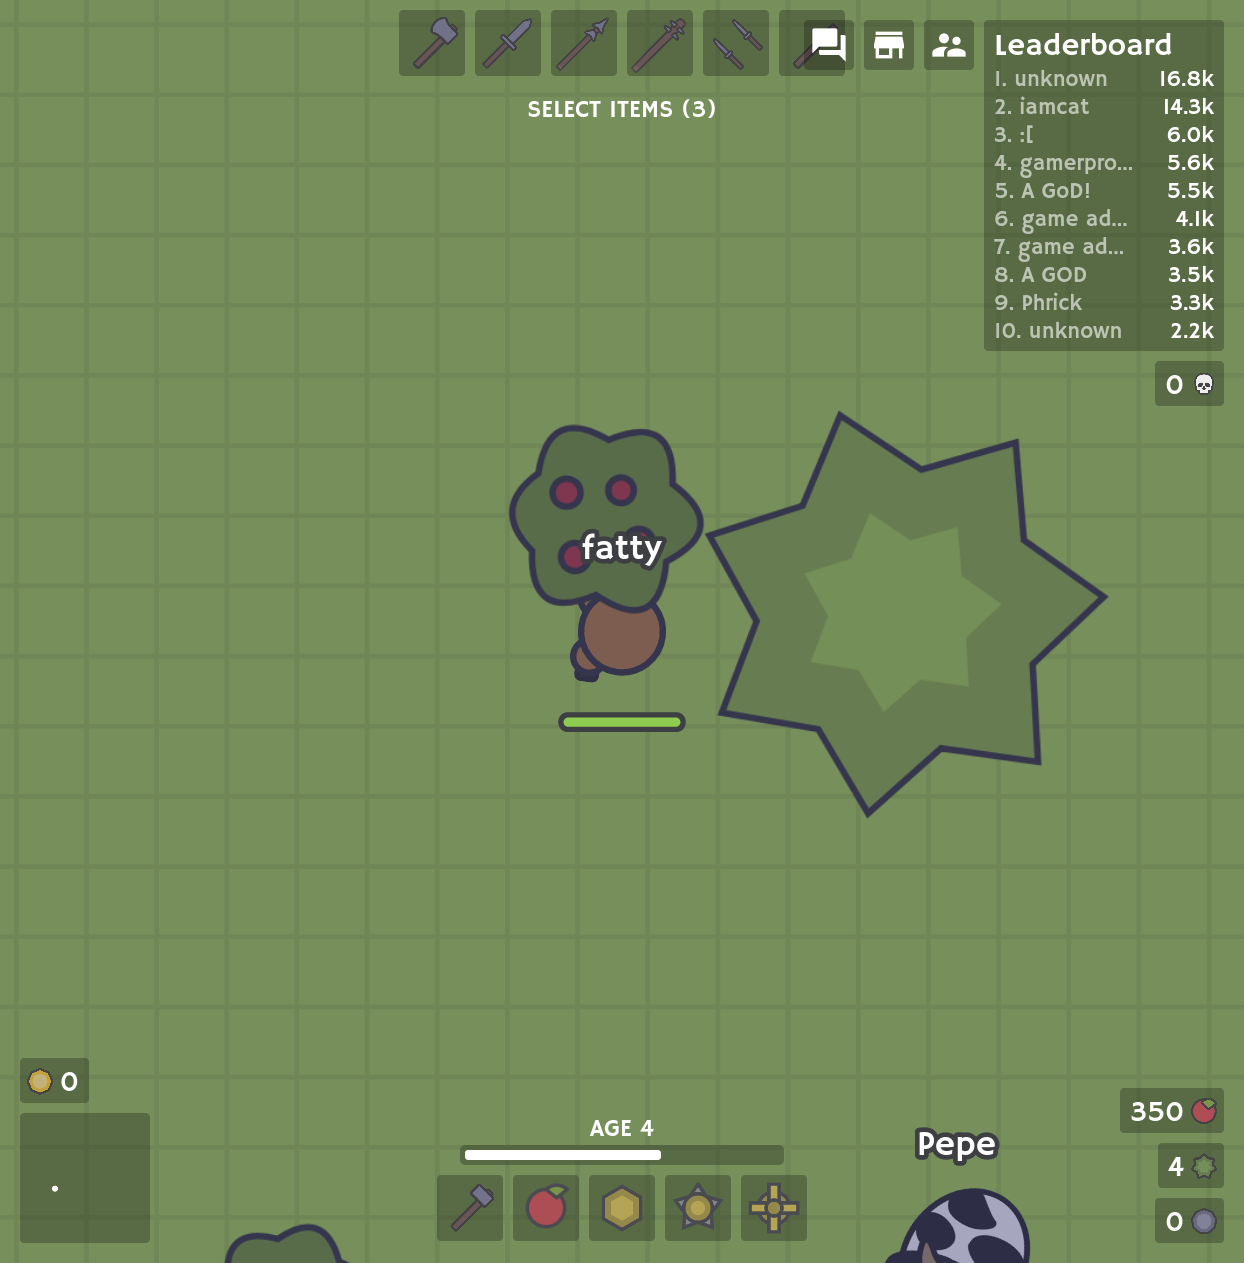 SELECT ITEMS (3)
Leaderboard
1. unknown 16.8k
2. iamcat 14.3k
3. :[ 6.0k
4. gamerpro... 5.6k
5. A GoD! 5.5k
6. game ad... 4.1k
7. game ad... 3.6k
8. A GOD 3.5k
9. Phrick 3.3k
10. unknown 2.2k
0
fatty
0
AGE 4
350
Pepe
4
0